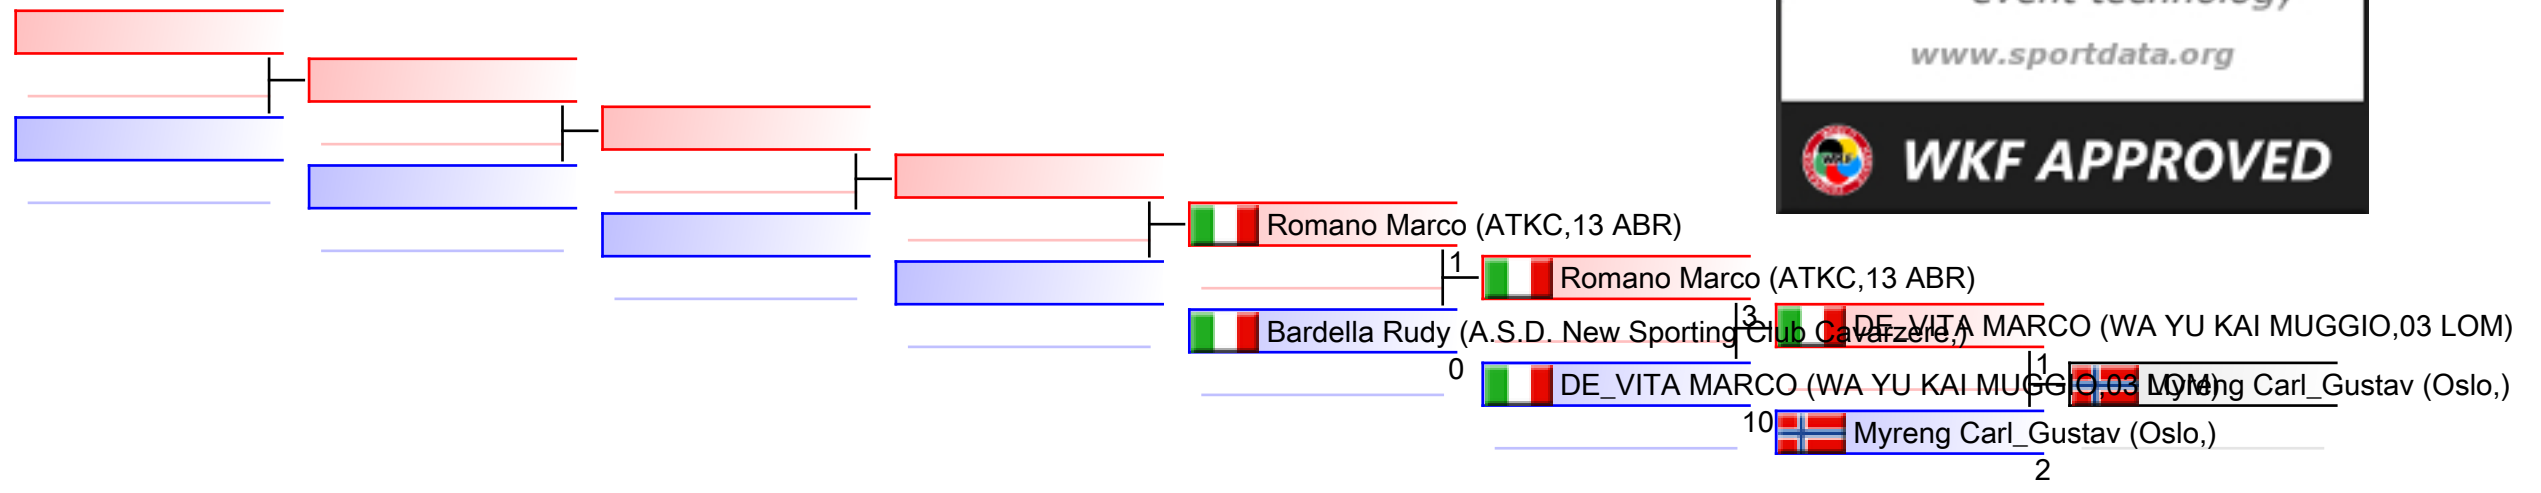 event technology
www.sportdata.org
WKF APPROVED
Romano Marco (ATKC,13 ABR)
1
Romano Marco (ATKC,13 ABR)
Bardella Rudy (A.S.D. New Sporting Club Cavarzere,)
3
DE_VITA MARCO (WA YU KAI MUGGIO,03 LOM)
0
1
DE_VITA MARCO (WA YU KAI MUGGIO,03 LOM)
Myreng Carl_Gustav (Oslo,)
10
Myreng Carl_Gustav (Oslo,)
2